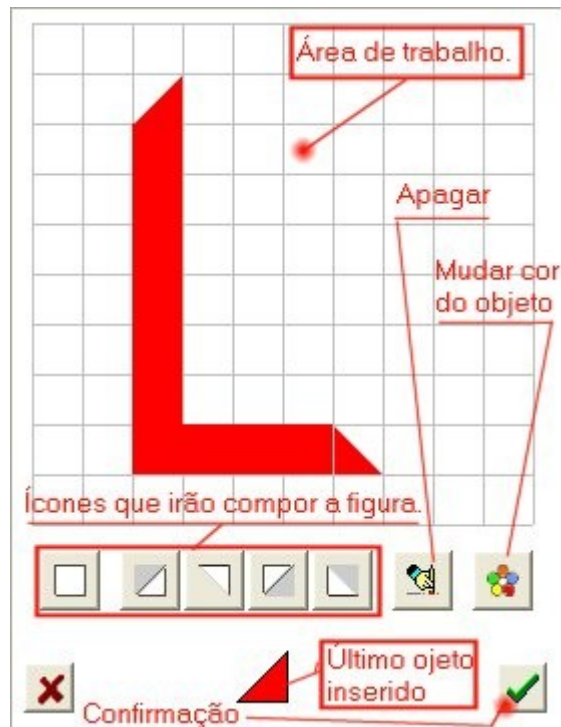 Área de trabalho.
Apagar
Mudar cor
do objeto
Ícones que irão compor a figura.
Último ojeto
inserido
Confirmação